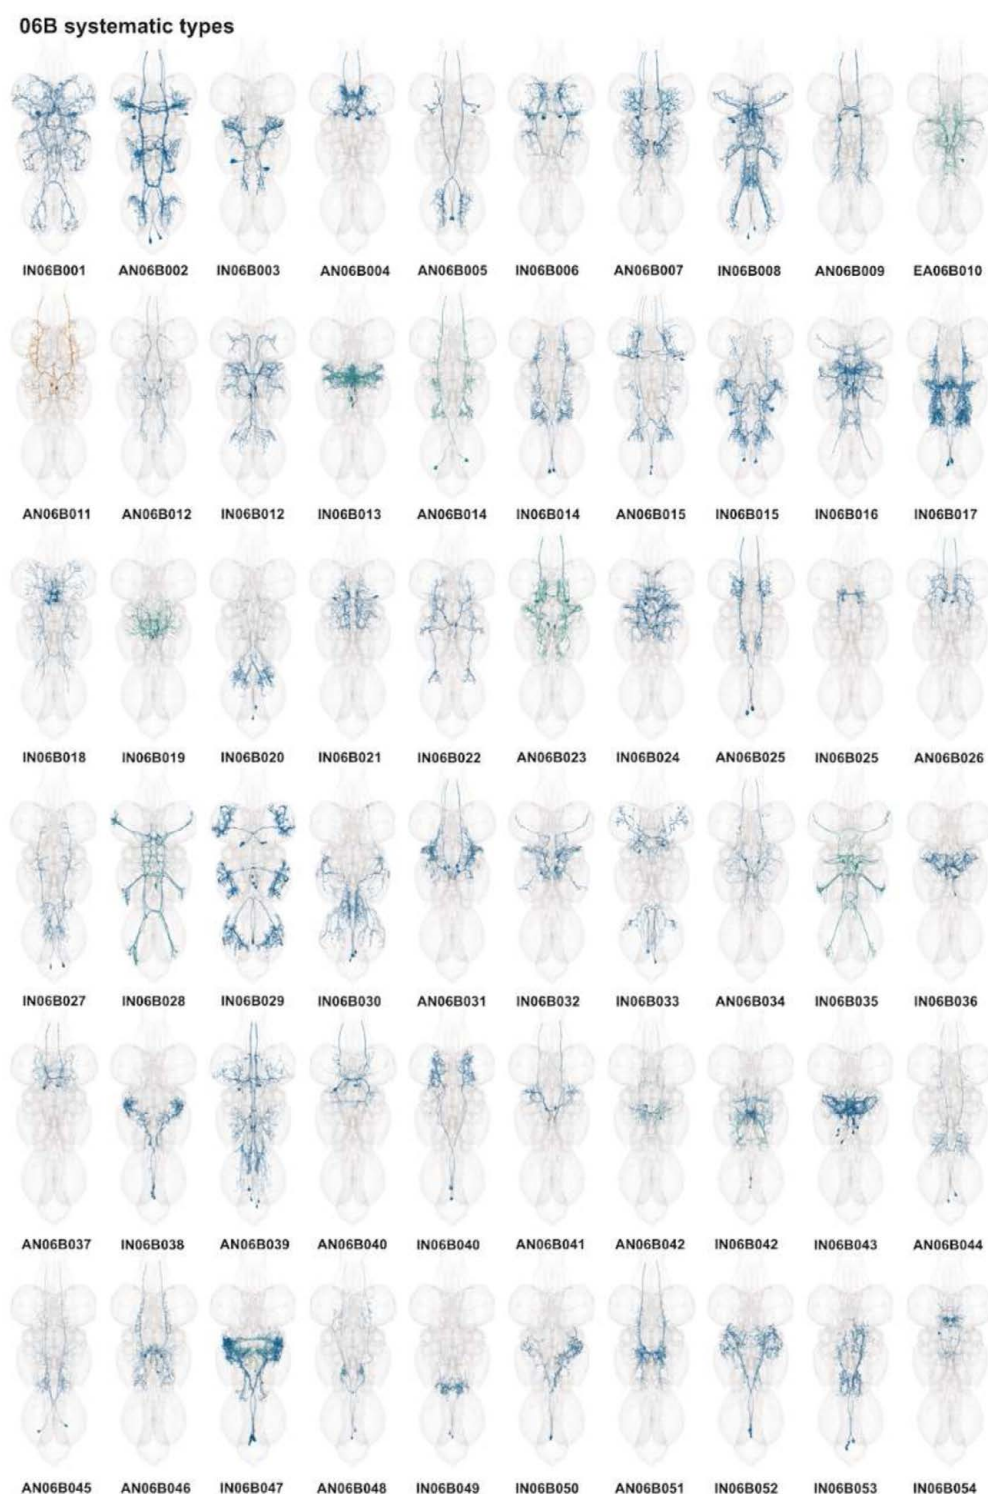 06B systematic types
IN06B001 AN06B002 IN06B003 AN06B004 AN06B005 IN06B006 AN06B007 IN06B008 AN06B009 EA06B010
AN06B011 AN06B012 IN06B012 IN06B013 AN06B014 IN06B014 AN06B015 IN06B015 IN06B016 IN06B017
IN06B018 IN06B019 IN06B020 IN06B021 IN06B022 AN06B023 IN06B024 AN06B025 IN06B025 AN06B026
IN06B027 IN06B028 IN06B029 IN06B030 AN06B031 IN06B032 IN06B033 AN06B034 IN06B035 IN06B036
AN06B037 IN06B038 AN06B039 AN06B040 IN06B040 AN06B041 AN06B042 IN06B042 IN06B043 AN06B044
AN06B045 AN06B046 IN06B047 AN06B048 IN06B049 IN06B050 AN06B051 IN06B052 IN06B053 IN06B054